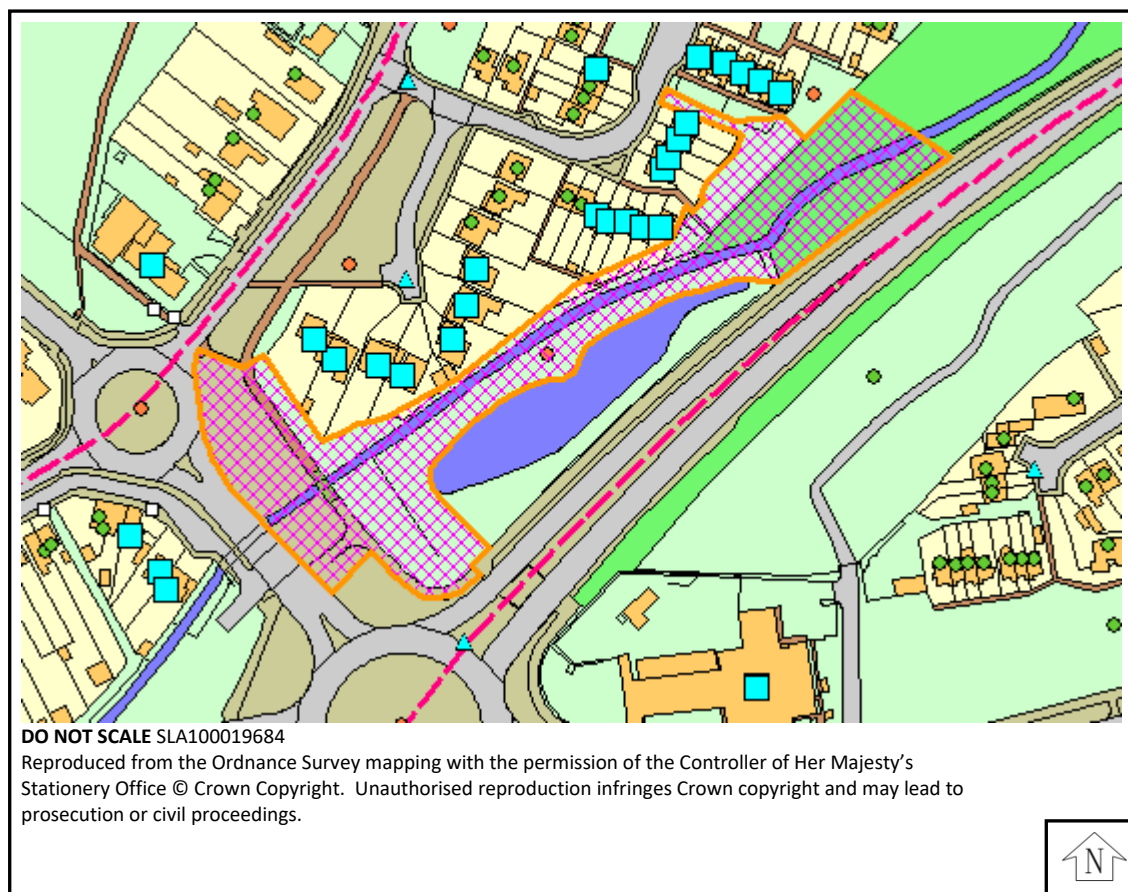 DO NOT SCALE SLA100019684
Reproduced from the Ordnance Survey mapping with the permission of the Controller of Her Majesty's
Stationery Office © Crown Copyright.  Unauthorised reproduction infringes Crown copyright and may lead to
prosecution or civil proceedings.
N